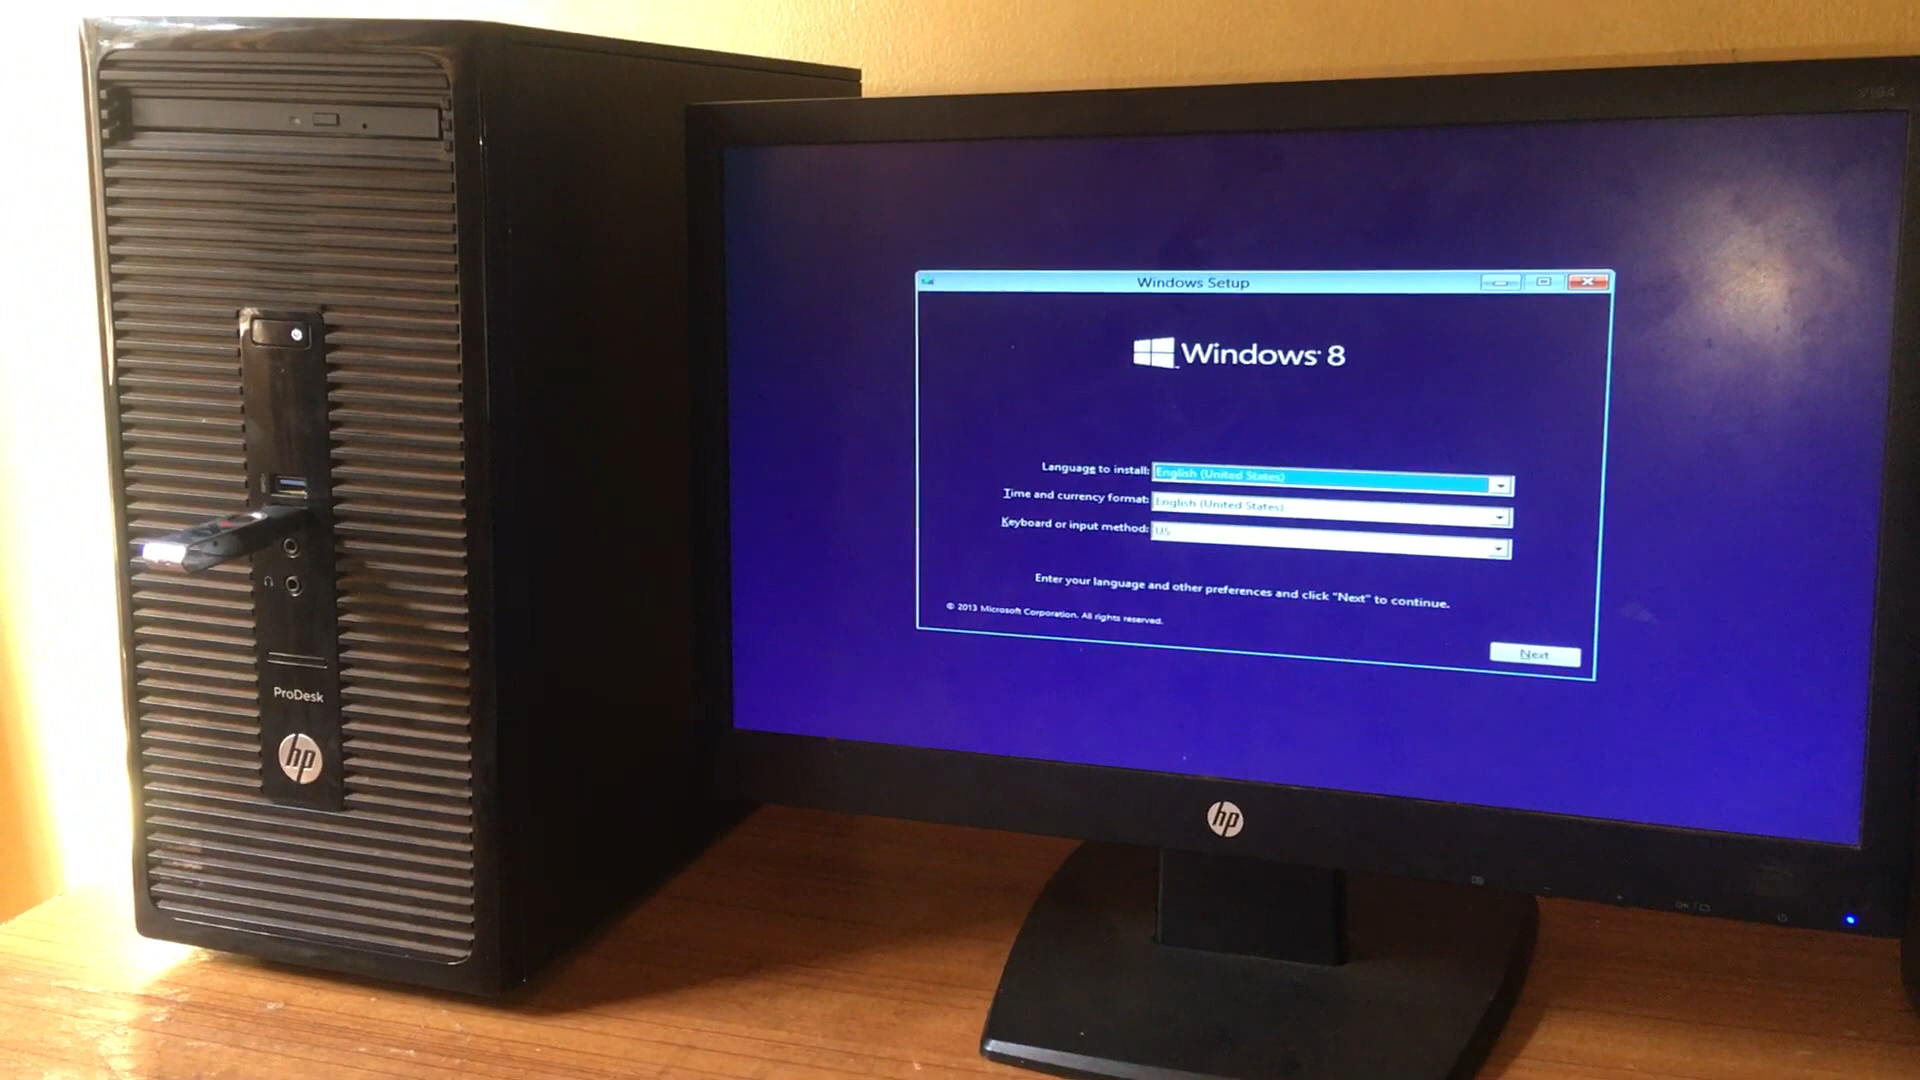 ProDesk
hp
Windows Setup
Windows 8
Language to install: English (United States)
Time and currency format: English (United States)
Keyboard or input method: US
Enter your language and other preferences and click "Next" to continue.
© 2013 Microsoft Corporation. All rights reserved.
Next
hp